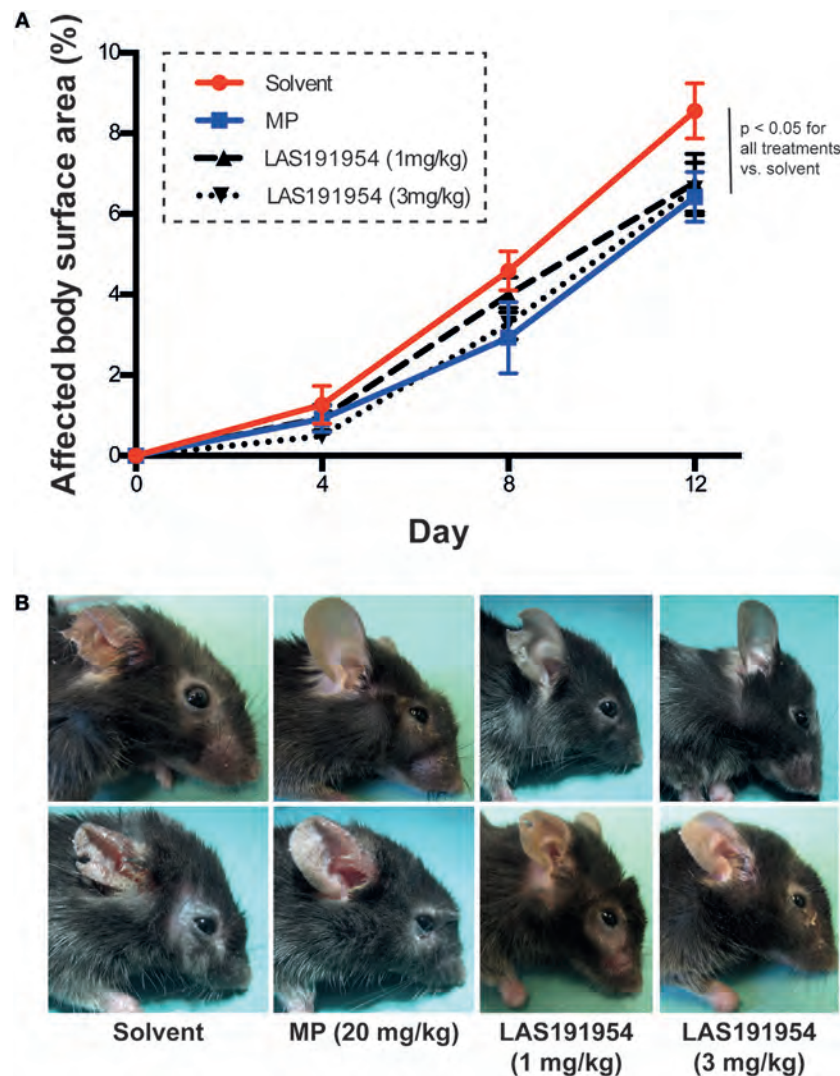 A
Affected body surface area (%)
10
8
6
4
2
0
0
4
8
12
Day
Solvent
MP
LAS191954 (1mg/kg)
LAS191954 (3mg/kg)
p < 0.05 for
all treatments
vs. solvent
B
Solvent
MP (20 mg/kg)
LAS191954
(1 mg/kg)
LAS191954
(3 mg/kg)